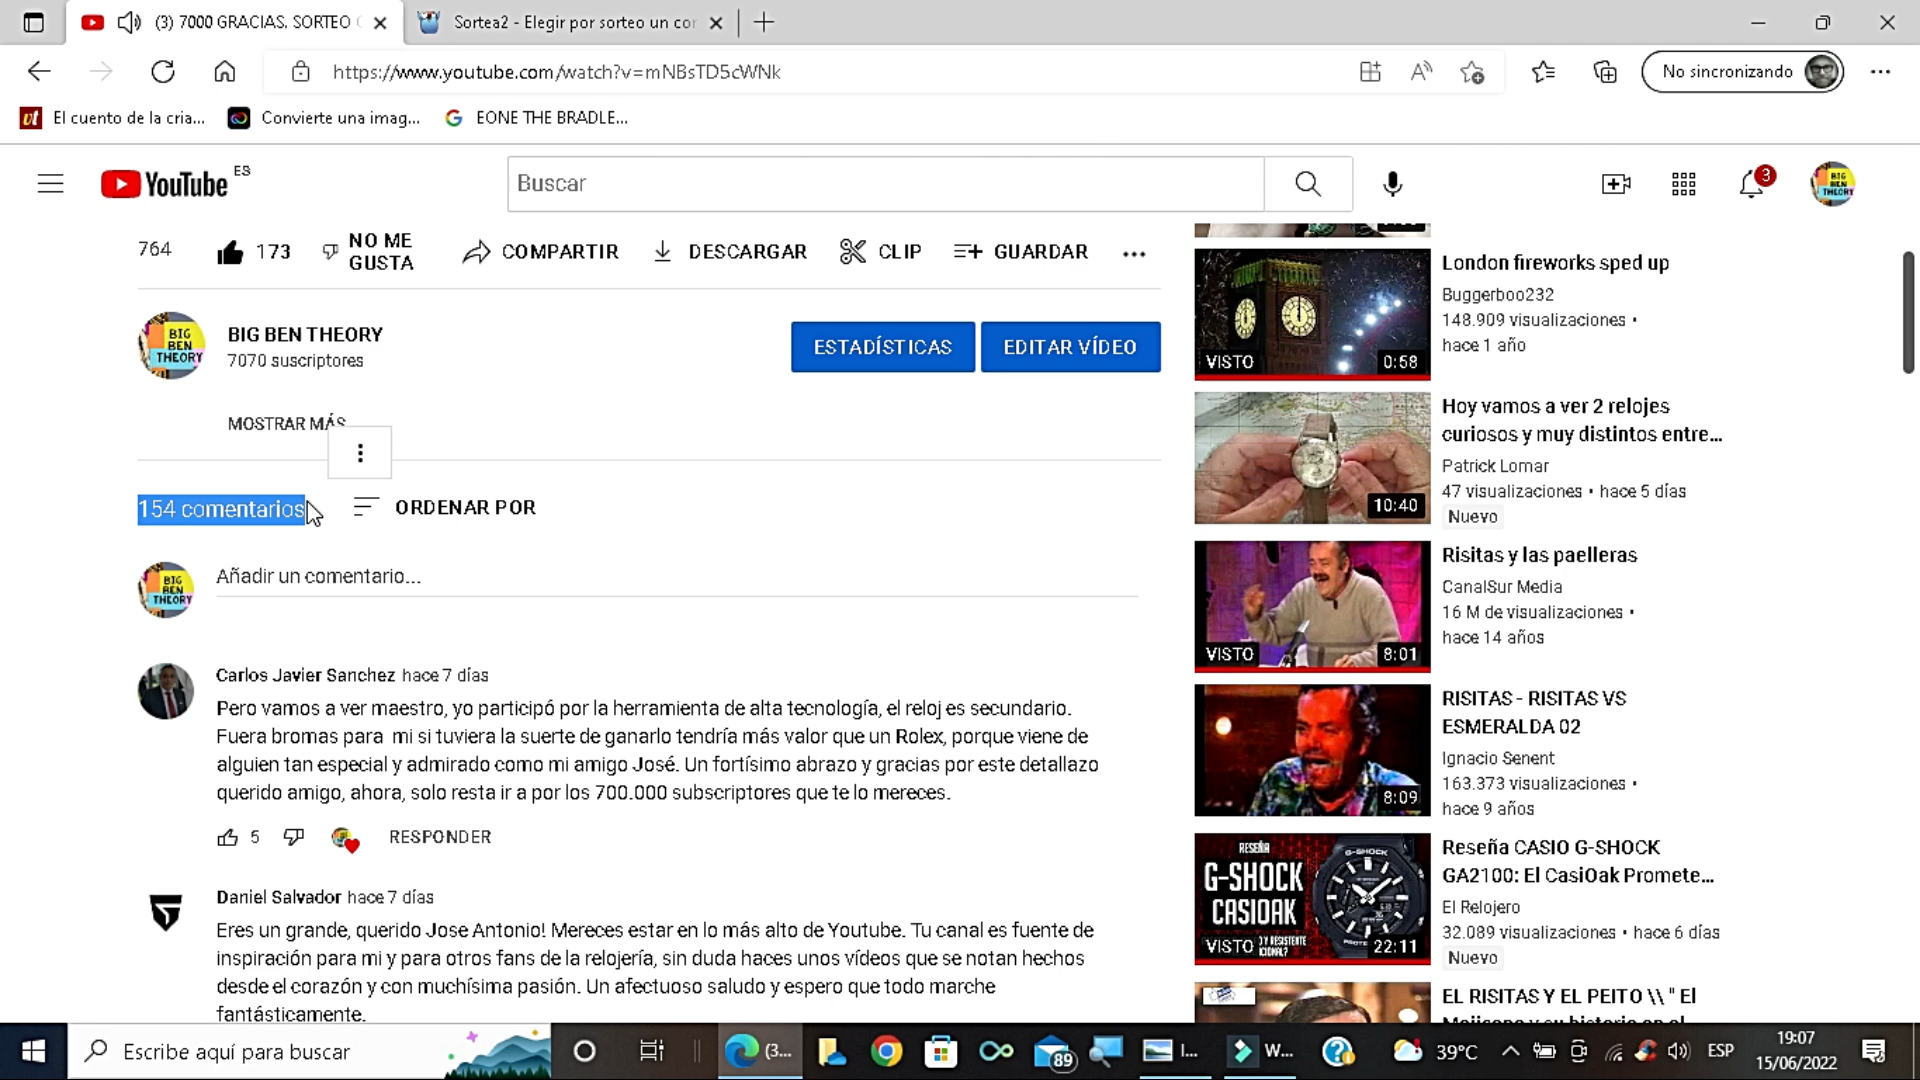 (3) 7000 GRACIAS. SORTEO
Sortea2 - Elegir por sorteo un cor
https://www.youtube.com/watch?v=mNBsTD5cWNk
No sincronizando
El cuento de la cria...
Convierte una imag...
EONE THE BRADLE...
YouTube ES
Buscar
3
764
173
NO ME GUSTA
COMPARTIR
DESCARGAR
CLIP
GUARDAR
BIG BEN THEORY
BIG BEN THEORY
7070 suscriptores
ESTADÍSTICAS
EDITAR VÍDEO
MOSTRAR MÁS
154 comentarios
ORDENAR POR
BIG BEN THEORY
Añadir un comentario...
Carlos Javier Sanchez hace 7 días
Pero vamos a ver maestro, yo participó por la herramienta de alta tecnología, el reloj es secundario.
Fuera bromas para mi si tuviera la suerte de ganarlo tendría más valor que un Rolex, porque viene de
alguien tan especial y admirado como mi amigo José. Un fortísimo abrazo y gracias por este detallazo
querido amigo, ahora, solo resta ir a por los 700.000 subscriptores que te lo mereces.
5
RESPONDER
Daniel Salvador hace 7 días
Eres un grande, querido Jose Antonio! Mereces estar en lo más alto de Youtube. Tu canal es fuente de
inspiración para mi y para otros fans de la relojería, sin duda haces unos vídeos que se notan hechos
desde el corazón y con muchísima pasión. Un afectuoso saludo y espero que todo marche
fantásticamente.
VISTO
0:58
London fireworks sped up
Buggerboo232
148.909 visualizaciones •
hace 1 año
10:40
Hoy vamos a ver 2 relojes
curiosos y muy distintos entre...
Patrick Lomar
47 visualizaciones • hace 5 días
Nuevo
VISTO
8:01
Risitas y las paelleras
CanalSur Media
16 M de visualizaciones •
hace 14 años
8:09
RISITAS - RISITAS VS
ESMERALDA 02
Ignacio Senent
163.373 visualizaciones •
hace 9 años
RESEÑA
G-SHOCK
CASIOAK
G-SHOCK
VISTO
22:11
Reseña CASIO G-SHOCK
GA2100: El CasiOak Promete...
El Relojero
32.089 visualizaciones • hace 6 días
Nuevo
EL RISITAS Y EL PEITO \\ " El
Escribe aquí para buscar
(3...
89
I...
W...
39°C
ESP
19:07
15/06/2022